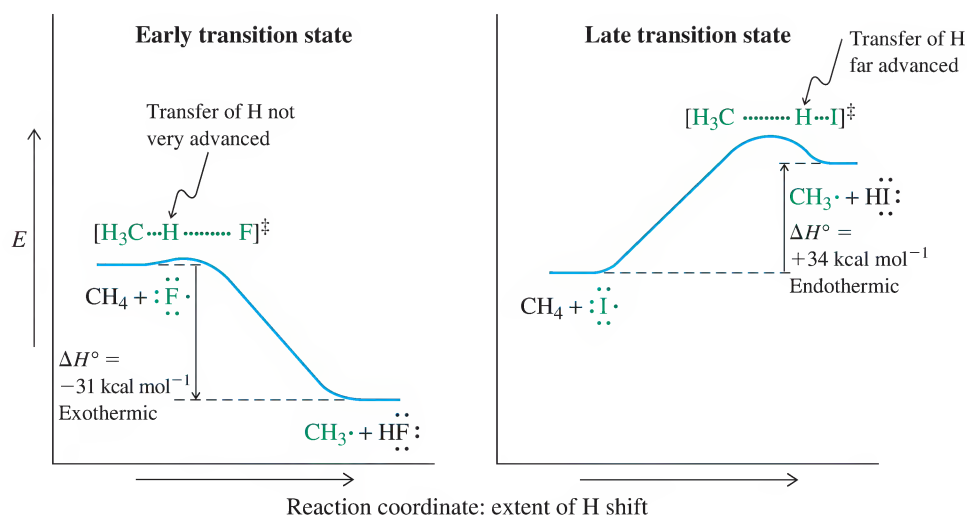 Early transition state
Transfer of H not
very advanced
[H₃C···H········· F]‡
E
CH₄ + :F̤̈·
ΔH° =
−31 kcal mol⁻¹
Exothermic
CH₃· + HF̤̈:
Late transition state
Transfer of H
far advanced
[H₃C ········· H···I]‡
CH₃· + HÏ̤:
ΔH° =
+34 kcal mol⁻¹
Endothermic
CH₄ + :Ï̤·
Reaction coordinate: extent of H shift